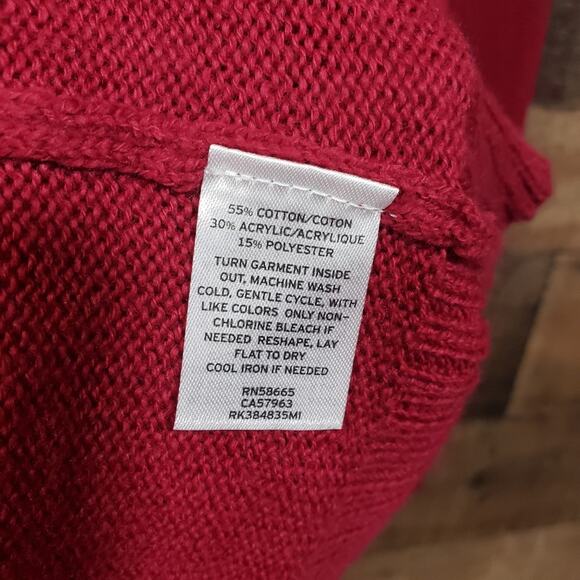 55% COTTON/COTON
30% ACRYLIC/ACRYLIQUE
15% POLYESTER
TURN GARMENT INSIDE
OUT, MACHINE WASH
COLD, GENTLE CYCLE, WITH
LIKE COLORS ONLY NON-
CHLORINE BLEACH IF
NEEDED RESHAPE, LAY
FLAT TO DRY
COOL IRON IF NEEDED
RN58665
CA57963
RK384835MI